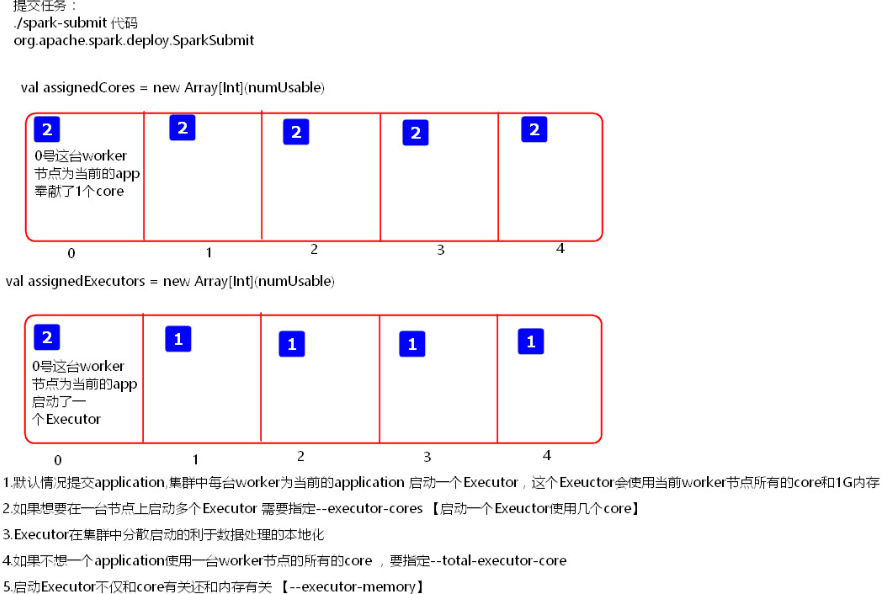 提交任务：
./spark-submit 代码
org.apache.spark.deploy.SparkSubmit
val assignedCores = new Array[Int](numUsable)
2 2 2 2 2
0号这台worker
节点为当前的app
奉献了1个core
0 1 2 3 4
val assignedExecutors = new Array[Int](numUsable)
2 1 1 1 1
0号这台worker
节点为当前的app
启动了一
个Executor
0 1 2 3 4
1.默认情况提交application,集群中每台worker为当前的application 启动一个Executor，这个Exeuctor会使用当前worker节点所有的core和1G内存
2.如果想要在一台节点上启动多个Executor 需要指定--executor-cores 【启动一个Exeuctor使用几个core】
3.Executor在集群中分散启动的利于数据处理的本地化
4.如果不想一个application使用一台worker节点的所有的core ，要指定--total-executor-core
5.启动Executor不仅和core有关还和内存有关 【--executor-memory】